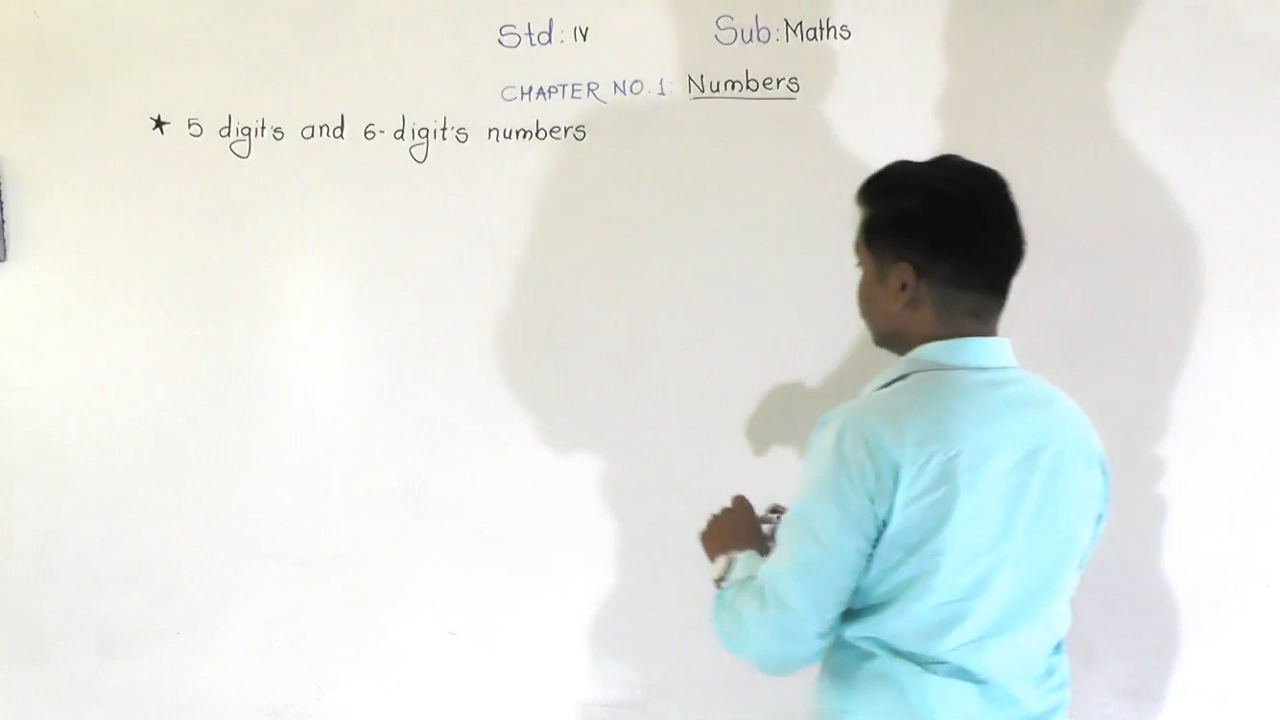 Std: IV Sub: Maths
CHAPTER NO. 1: Numbers
★ 5 digit's and 6-digit's numbers